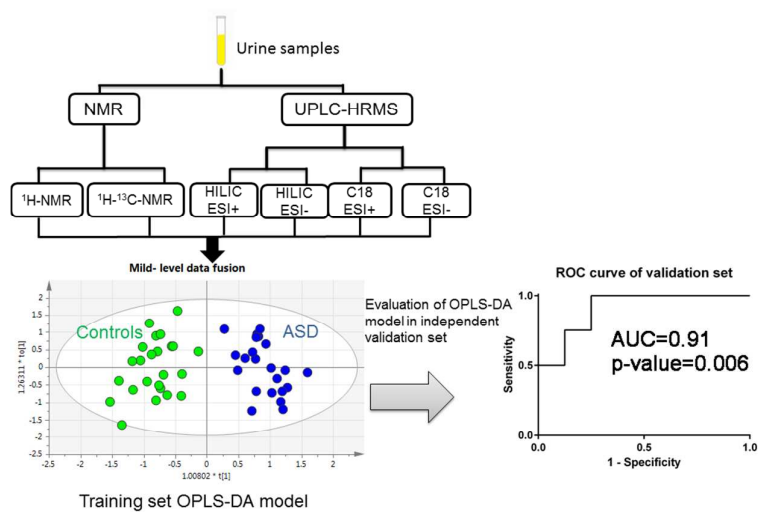 Urine samples
NMR
UPLC-HRMS
¹H-NMR
¹H-¹³C-NMR
HILIC
ESI+
HILIC
ESI-
C18
ESI+
C18
ESI-
Mild- level data fusion
Controls
ASD
1.26311 * to[1]
2
1.5
1
0.5
0
-0.5
-1
-1.5
-2
-2.5
-2.5
-2
-1.5
-1
-0.5
0
0.5
1
1.5
2
2.5
1.00802 * t[1]
Training set OPLS-DA model
Evaluation of OPLS-DA
model in independent
validation set
ROC curve of validation set
Sensitivity
1.0
0.5
0.0
AUC=0.91
p-value=0.006
0.0
0.5
1.0
1 - Specificity